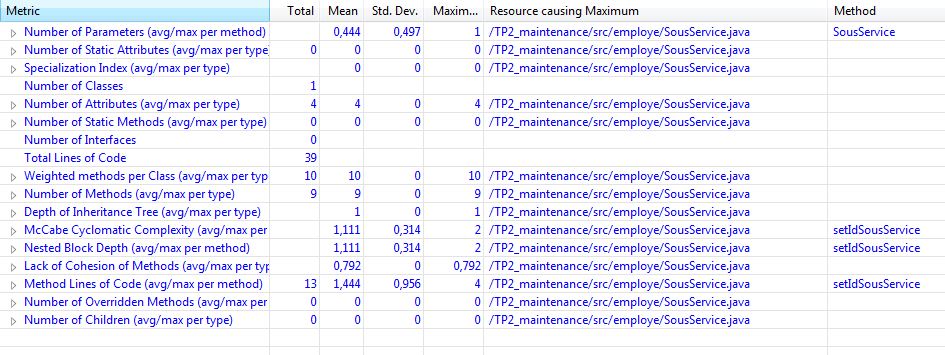 Metric Total Mean Std. Dev. Maxim... Resource causing Maximum Method
Number of Parameters (avg/max per method) 0,444 0,497 1 /TP2_maintenance/src/employe/SousService.java SousService
Number of Static Attributes (avg/max per type 0 0 0 0 /TP2_maintenance/src/employe/SousService.java
Specialization Index (avg/max per type) 0 0 0 /TP2_maintenance/src/employe/SousService.java
Number of Classes 1
Number of Attributes (avg/max per type) 4 4 0 4 /TP2_maintenance/src/employe/SousService.java
Number of Static Methods (avg/max per type) 0 0 0 0 /TP2_maintenance/src/employe/SousService.java
Number of Interfaces 0
Total Lines of Code 39
Weighted methods per Class (avg/max per typ 10 10 0 10 /TP2_maintenance/src/employe/SousService.java
Number of Methods (avg/max per type) 9 9 0 9 /TP2_maintenance/src/employe/SousService.java
Depth of Inheritance Tree (avg/max per type) 1 0 1 /TP2_maintenance/src/employe/SousService.java
McCabe Cyclomatic Complexity (avg/max per 1,111 0,314 2 /TP2_maintenance/src/employe/SousService.java setIdSousService
Nested Block Depth (avg/max per method) 1,111 0,314 2 /TP2_maintenance/src/employe/SousService.java setIdSousService
Lack of Cohesion of Methods (avg/max per typ 0,792 0 0,792 /TP2_maintenance/src/employe/SousService.java
Method Lines of Code (avg/max per method) 13 1,444 0,956 4 /TP2_maintenance/src/employe/SousService.java setIdSousService
Number of Overridden Methods (avg/max per 0 0 0 0 /TP2_maintenance/src/employe/SousService.java
Number of Children (avg/max per type) 0 0 0 0 /TP2_maintenance/src/employe/SousService.java